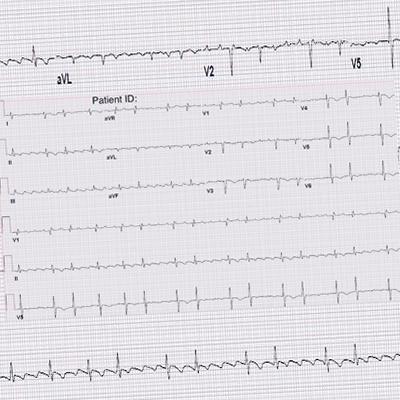 aVL V2 V5
Patient ID:
I aVR V1 V4
II aVL V2 V5
III aVF V3 V6
V1
II
V5